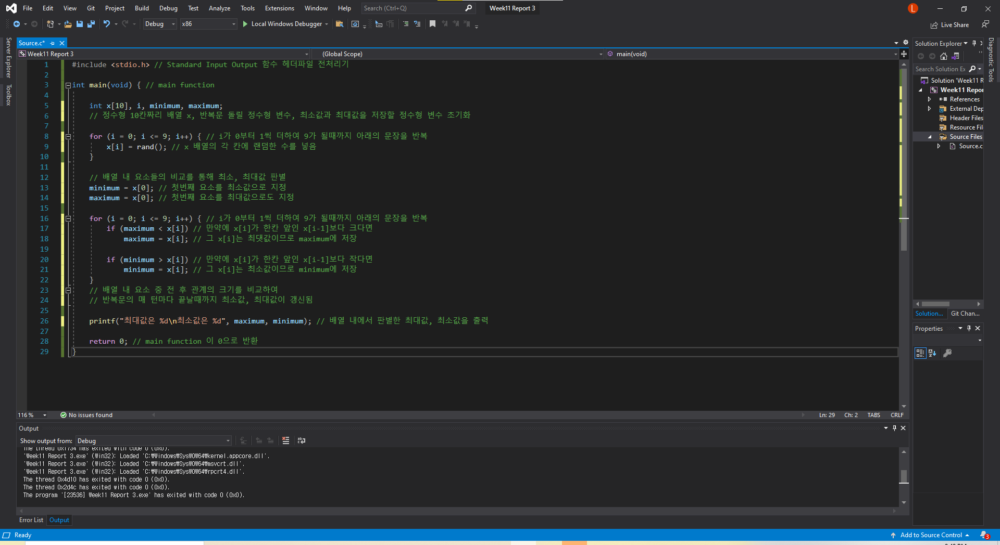 File Edit View Git Project Build Debug Test Analyze Tools Extensions Window Help Search (Ctrl+Q) Week11 Report 3 L
Debug x86 Local Windows Debugger Live Share
Server Explorer
Toolbox
Source.c*
Week11 Report 3 (Global Scope) main(void)
1 #include <stdio.h> // Standard Input Output 함수 헤더파일 전처리기
2
3 int main(void) { // main function
4
5 int x[10], i, minimum, maximum;
6 // 정수형 10칸짜리 배열 x, 반복문 돌릴 정수형 변수, 최소값과 최대값을 저장할 정수형 변수 초기화
7
8 for (i = 0; i <= 9; i++) { // i가 0부터 1씩 더하여 9가 될때까지 아래의 문장을 반복
9 x[i] = rand(); // x 배열의 각 칸에 랜덤한 수를 넣음
10 }
11
12 // 배열 내 요소들의 비교를 통해 최소, 최대값 판별
13 minimum = x[0]; // 첫번째 요소를 최소값으로 지정
14 maximum = x[0]; // 첫번째 요소를 최대값으로도 지정
15
16 for (i = 0; i <= 9; i++) { // i가 0부터 1씩 더하여 9가 될때까지 아래의 문장을 반복
17 if (maximum < x[i]) // 만약에 x[i]가 한칸 앞인 x[i-1]보다 크다면
18 maximum = x[i]; // 그 x[i]는 최댓값이므로 maximum에 저장
19
20 if (minimum > x[i]) // 만약에 x[i]가 한칸 앞인 x[i-1]보다 작다면
21 minimum = x[i]; // 그 x[i]는 최소값이므로 minimum에 저장
22 }
23 // 배열 내 요소 중 전 후 관계의 크기를 비교하여
24 // 반복문의 매 턴마다 끝날때까지 최소값, 최대값이 갱신됨
25
26 printf("최대값은 %d\n최소값은 %d", maximum, minimum); // 배열 내에서 판별한 최대값, 최소값을 출력
27
28 return 0; // main function 이 0으로 반환
29 }
116 % No issues found Ln: 29 Ch: 2 TABS CRLF
Output
Show output from: Debug
The thread 0x1734 has exited with code 0 (0x0).
'Week11 Report 3.exe' (Win32): Loaded 'C:₩Windows₩SysWOW64₩kernel.appcore.dll'.
'Week11 Report 3.exe' (Win32): Loaded 'C:₩Windows₩SysWOW64₩msvcrt.dll'.
'Week11 Report 3.exe' (Win32): Loaded 'C:₩Windows₩SysWOW64₩rpcrt4.dll'.
The thread 0x4d10 has exited with code 0 (0x0).
The thread 0x2d4c has exited with code 0 (0x0).
The program '[23536] Week11 Report 3.exe' has exited with code 0 (0x0).
Error List Output
Solution Explorer
Search Solution Ex
Solution 'Week11 R
Week11 Repor
References
External Dep
Header Files
Resource Fil
Source Files
Source.c
Solution... Git Chan...
Properties
Diagnostic Tools
Ready Add to Source Control 3